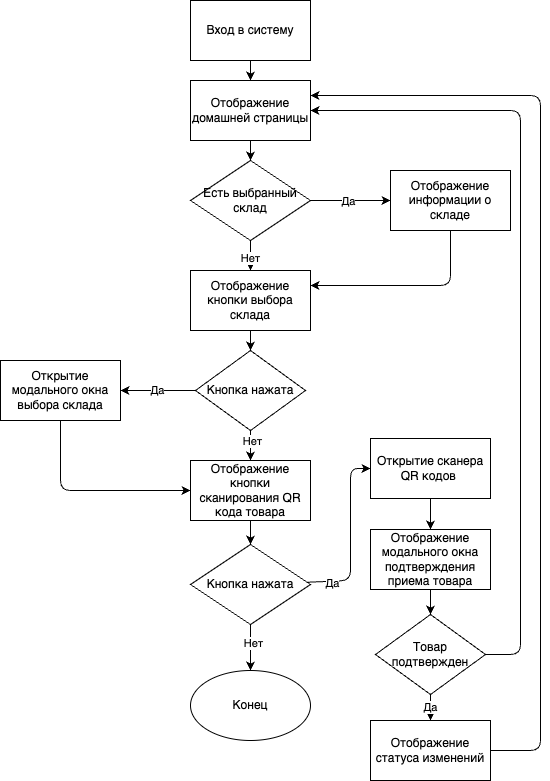 Вход в систему
Отображение
домашней страницы
Есть выбранный
склад
Да
Отображение
информации о
складе
Нет
Отображение
кнопки выбора
склада
Открытие
модального окна
выбора склада
Да
Кнопка нажата
Нет
Отображение
кнопки
сканирования QR
кода товара
Открытие сканера
QR кодов
Отображение
модального окна
подтверждения
приема товара
Кнопка нажата
Да
Нет
Товар
подтвержден
Да
Конец
Отображение
статуса изменений